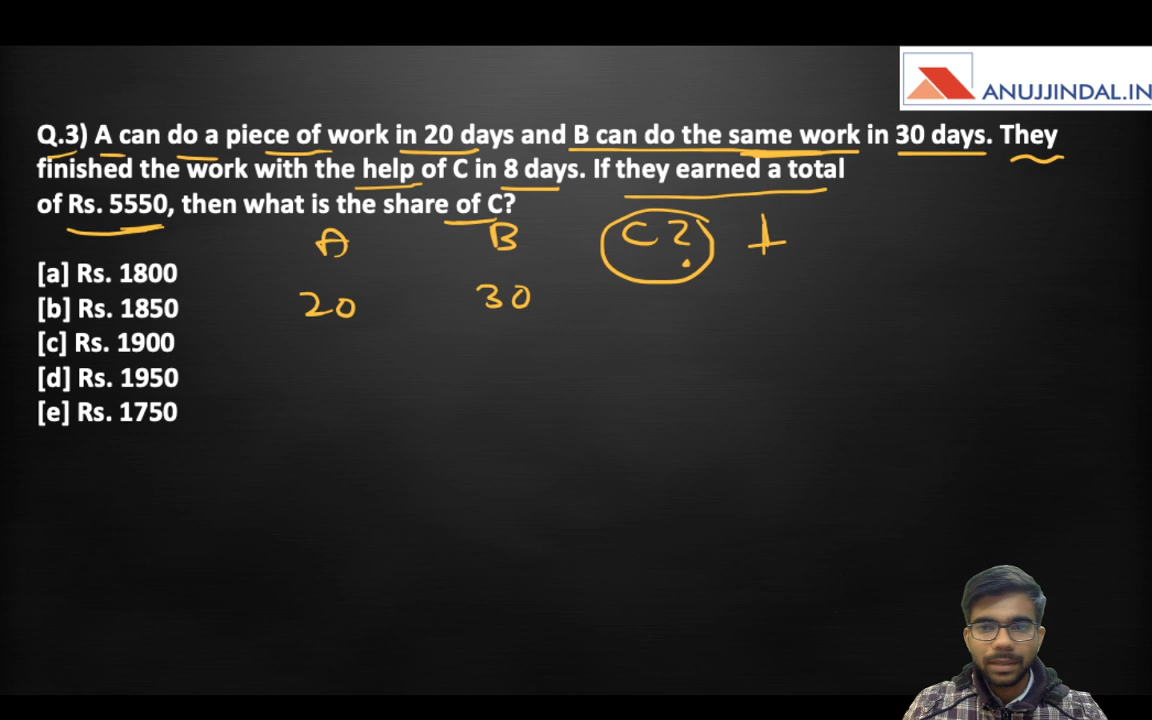 ANUJJINDAL.IN
Q.3) A can do a piece of work in 20 days and B can do the same work in 30 days. They
finished the work with the help of C in 8 days. If they earned a total
of Rs. 5550, then what is the share of C?
A B C ?
[a] Rs. 1800
20 30
[b] Rs. 1850
[c] Rs. 1900
[d] Rs. 1950
[e] Rs. 1750